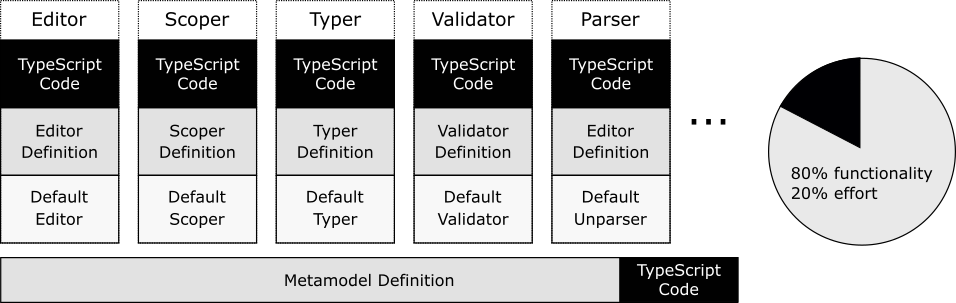 Editor
Scoper
Typer
Validator
Parser
TypeScript
Code
TypeScript
Code
TypeScript
Code
TypeScript
Code
TypeScript
Code
Editor
Definition
Scoper
Definition
Typer
Definition
Validator
Definition
Editor
Definition
...
80% functionality
20% effort
Default
Editor
Default
Scoper
Default
Typer
Default
Validator
Default
Unparser
Metamodel Definition
TypeScript
Code